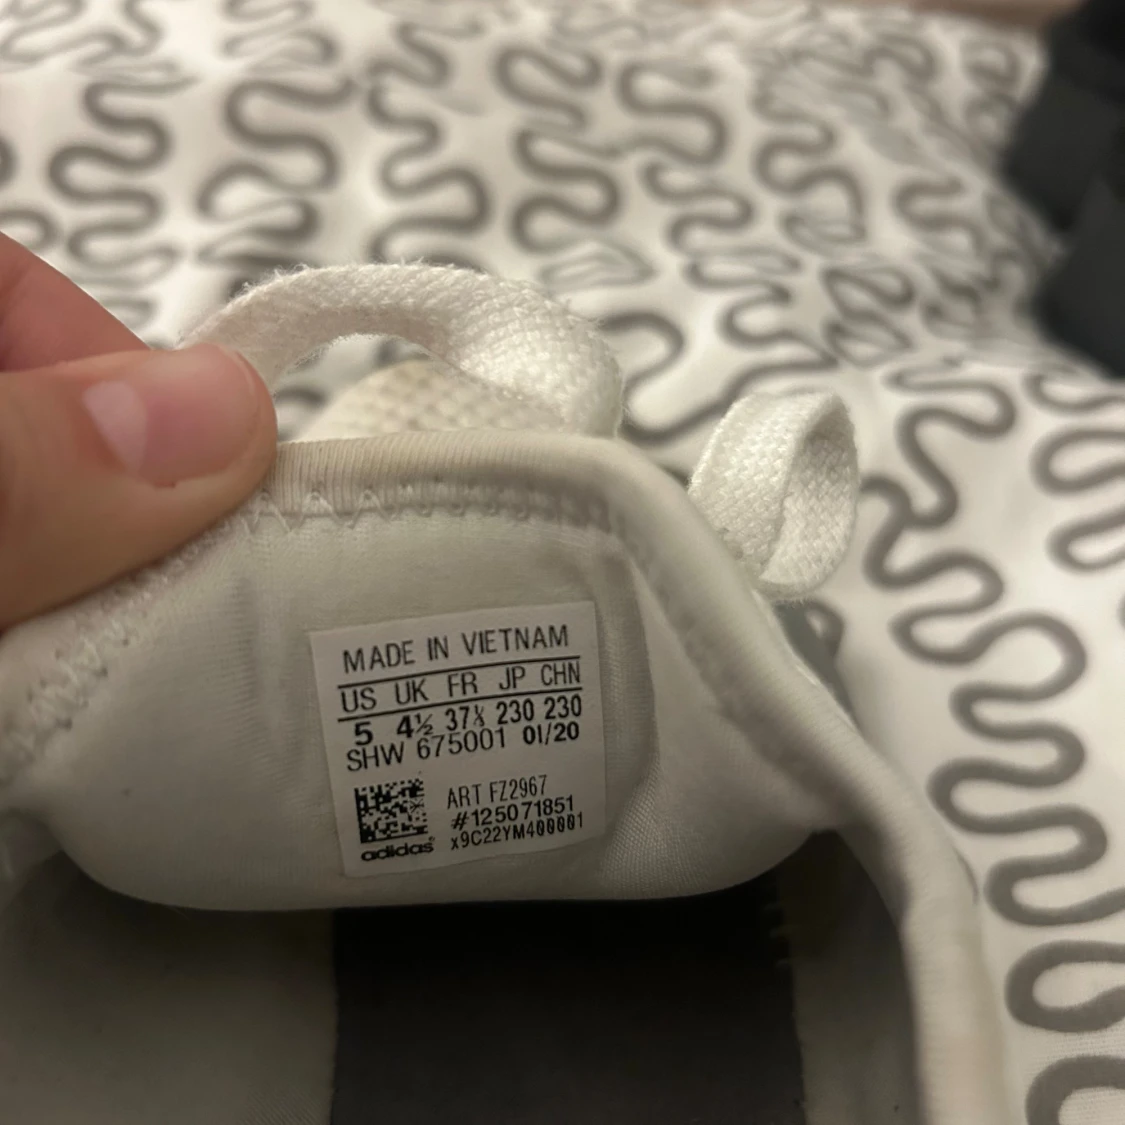 MADE IN VIETNAM
US UK FR JP CHN
5 4½ 37⅓ 230 230
SHW 675001 01/20
ART FZ2967
#125071851
x9C22YM400001
adidas